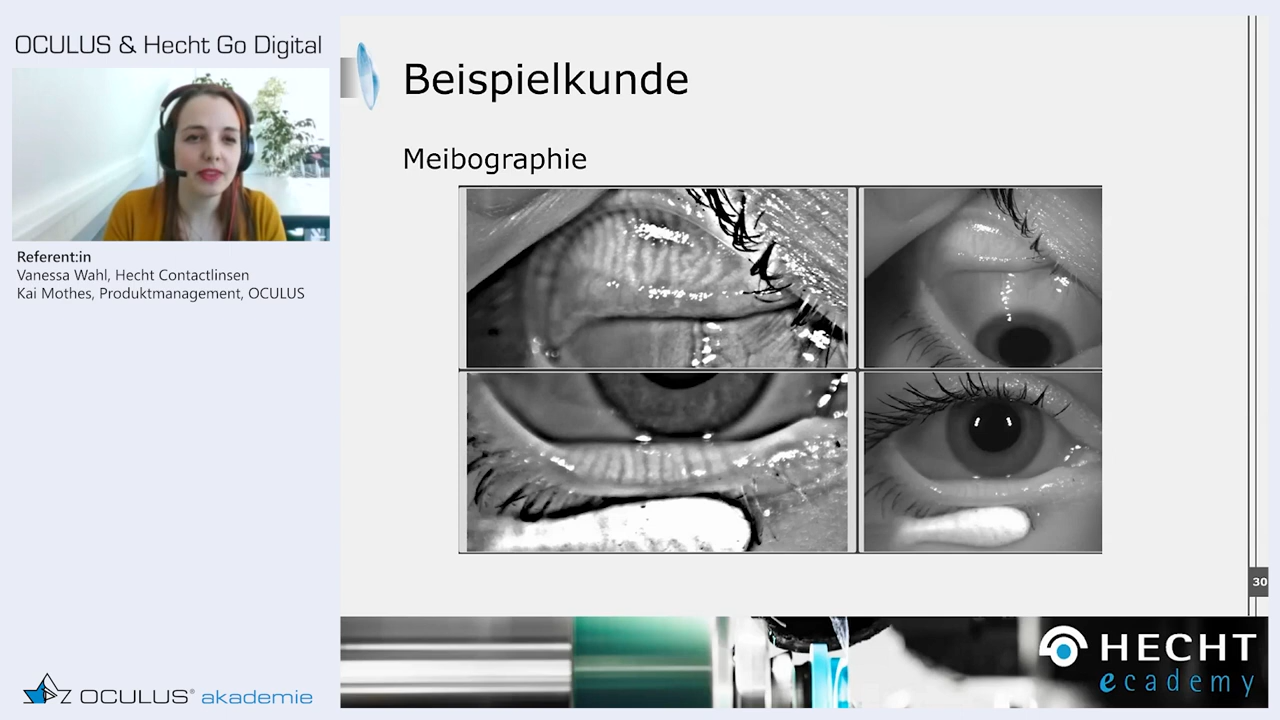 OCULUS & Hecht Go Digital
Referent:in
Vanessa Wahl, Hecht Contactlinsen
Kai Mothes, Produktmanagement, OCULUS
Beispielkunde
Meibographie
30
OCULUS® akademie
HECHT
ecademy